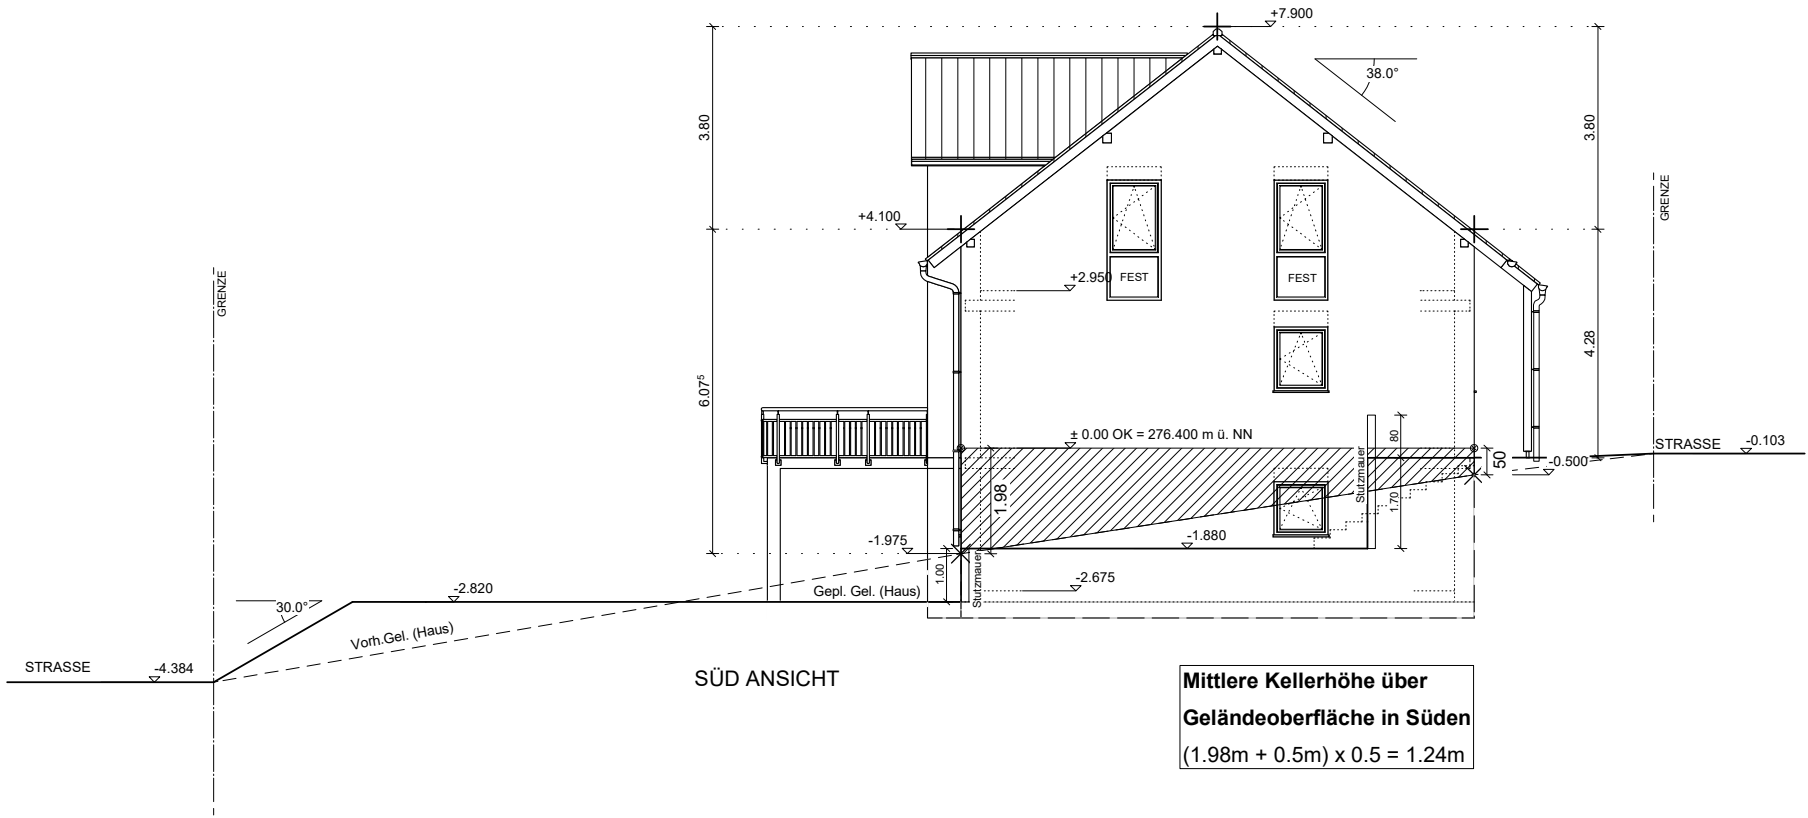 +7.900
38.0°
3.80
3.80
GRENZE
+4.100
GRENZE
+2.950
FEST
FEST
6.07⁵
4.28
± 0.00 OK = 276.400 m ü. NN
80
STRASSE
-0.103
50
-0.500
Stützmauer
1.98
1.70
-1.975
-1.880
1.00
Stützmauer
-2.675
-2.820
Gepl. Gel. (Haus)
30.0°
Vorh.Gel. (Haus)
STRASSE
-4.384
SÜD ANSICHT
Mittlere Kellerhöhe über
Geländeoberfläche in Süden
(1.98m + 0.5m) x 0.5 = 1.24m